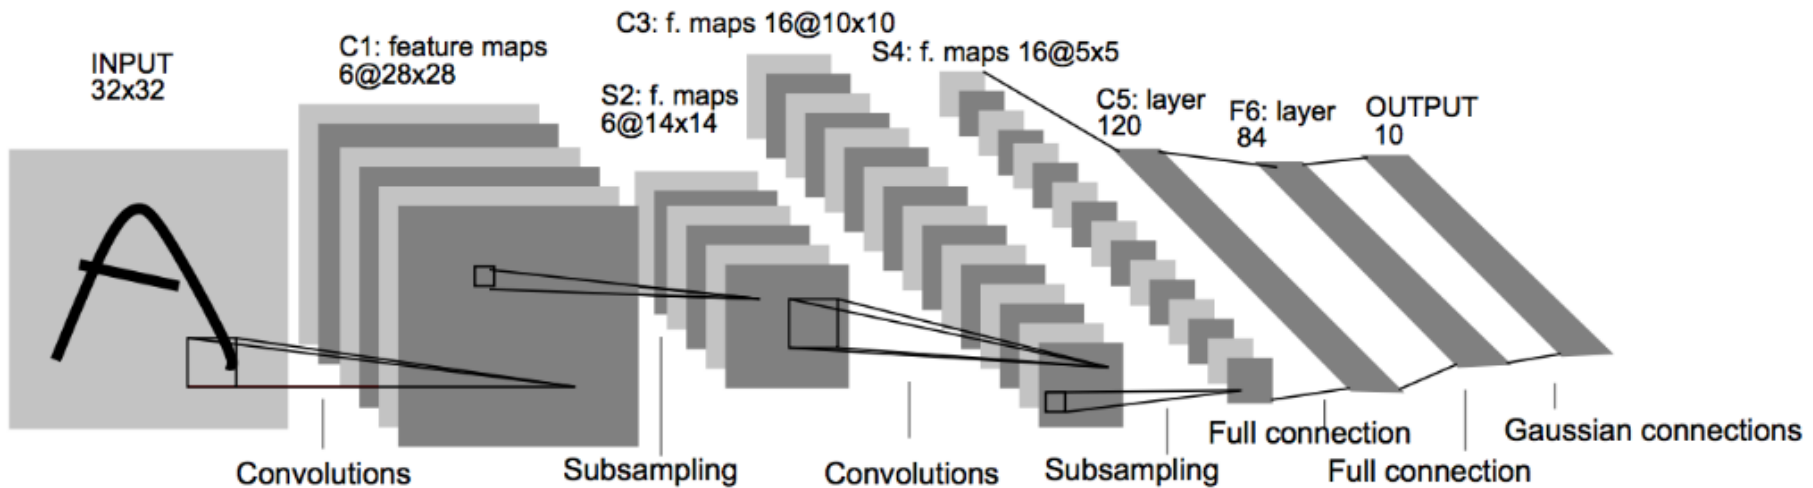 INPUT
32x32
C1: feature maps
6@28x28
S2: f. maps
6@14x14
C3: f. maps 16@10x10
S4: f. maps 16@5x5
C5: layer
120
F6: layer
84
OUTPUT
10
Convolutions
Subsampling
Convolutions
Subsampling
Full connection
Full connection
Gaussian connections
A